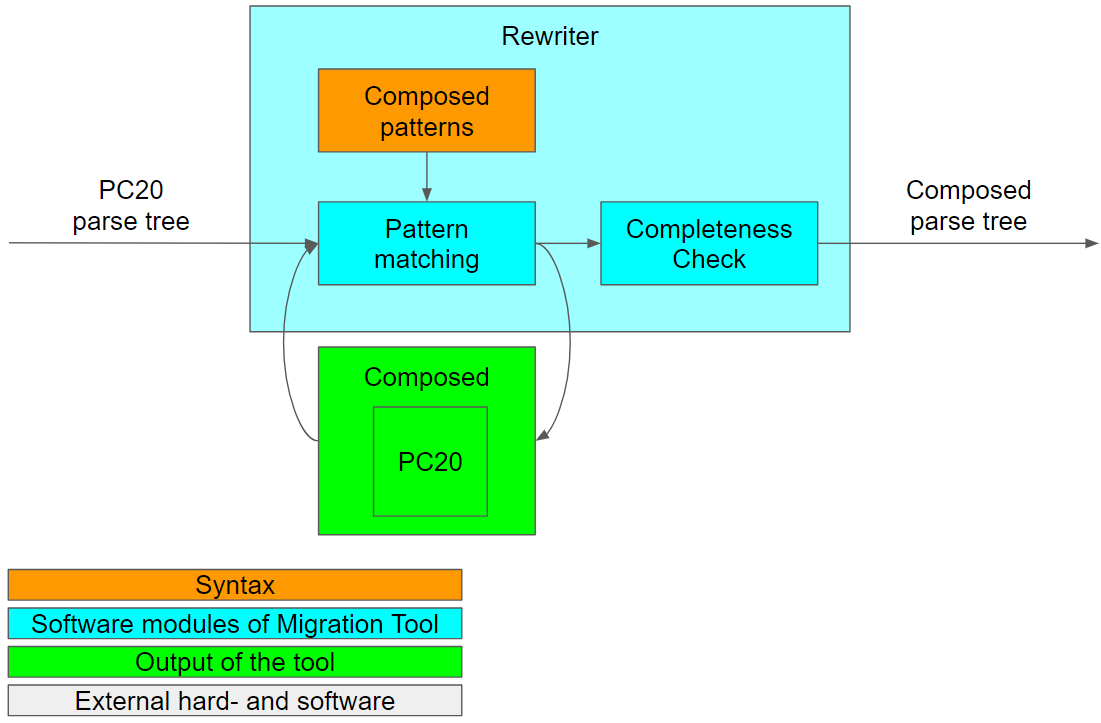 Rewriter
Composed
patterns
PC20
parse tree
Pattern
matching
Completeness
Check
Composed
parse tree
Composed
PC20
Syntax
Software modules of Migration Tool
Output of the tool
External hard- and software